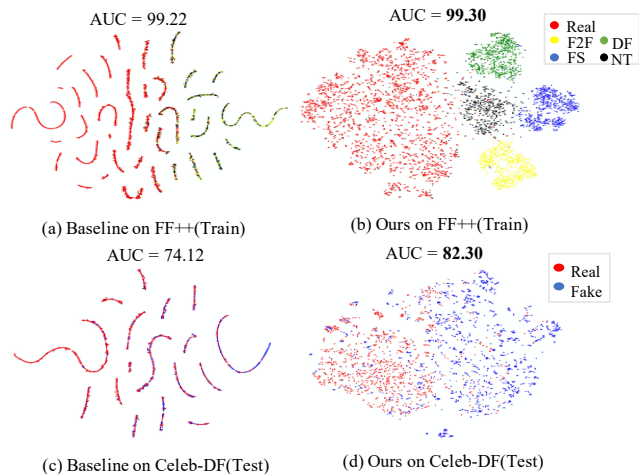 AUC = 99.22
AUC = 99.30
Real
F2F
DF
FS
NT
(a) Baseline on FF++(Train)
(b) Ours on FF++(Train)
AUC = 74.12
AUC = 82.30
Real
Fake
(c) Baseline on Celeb-DF(Test)
(d) Ours on Celeb-DF(Test)